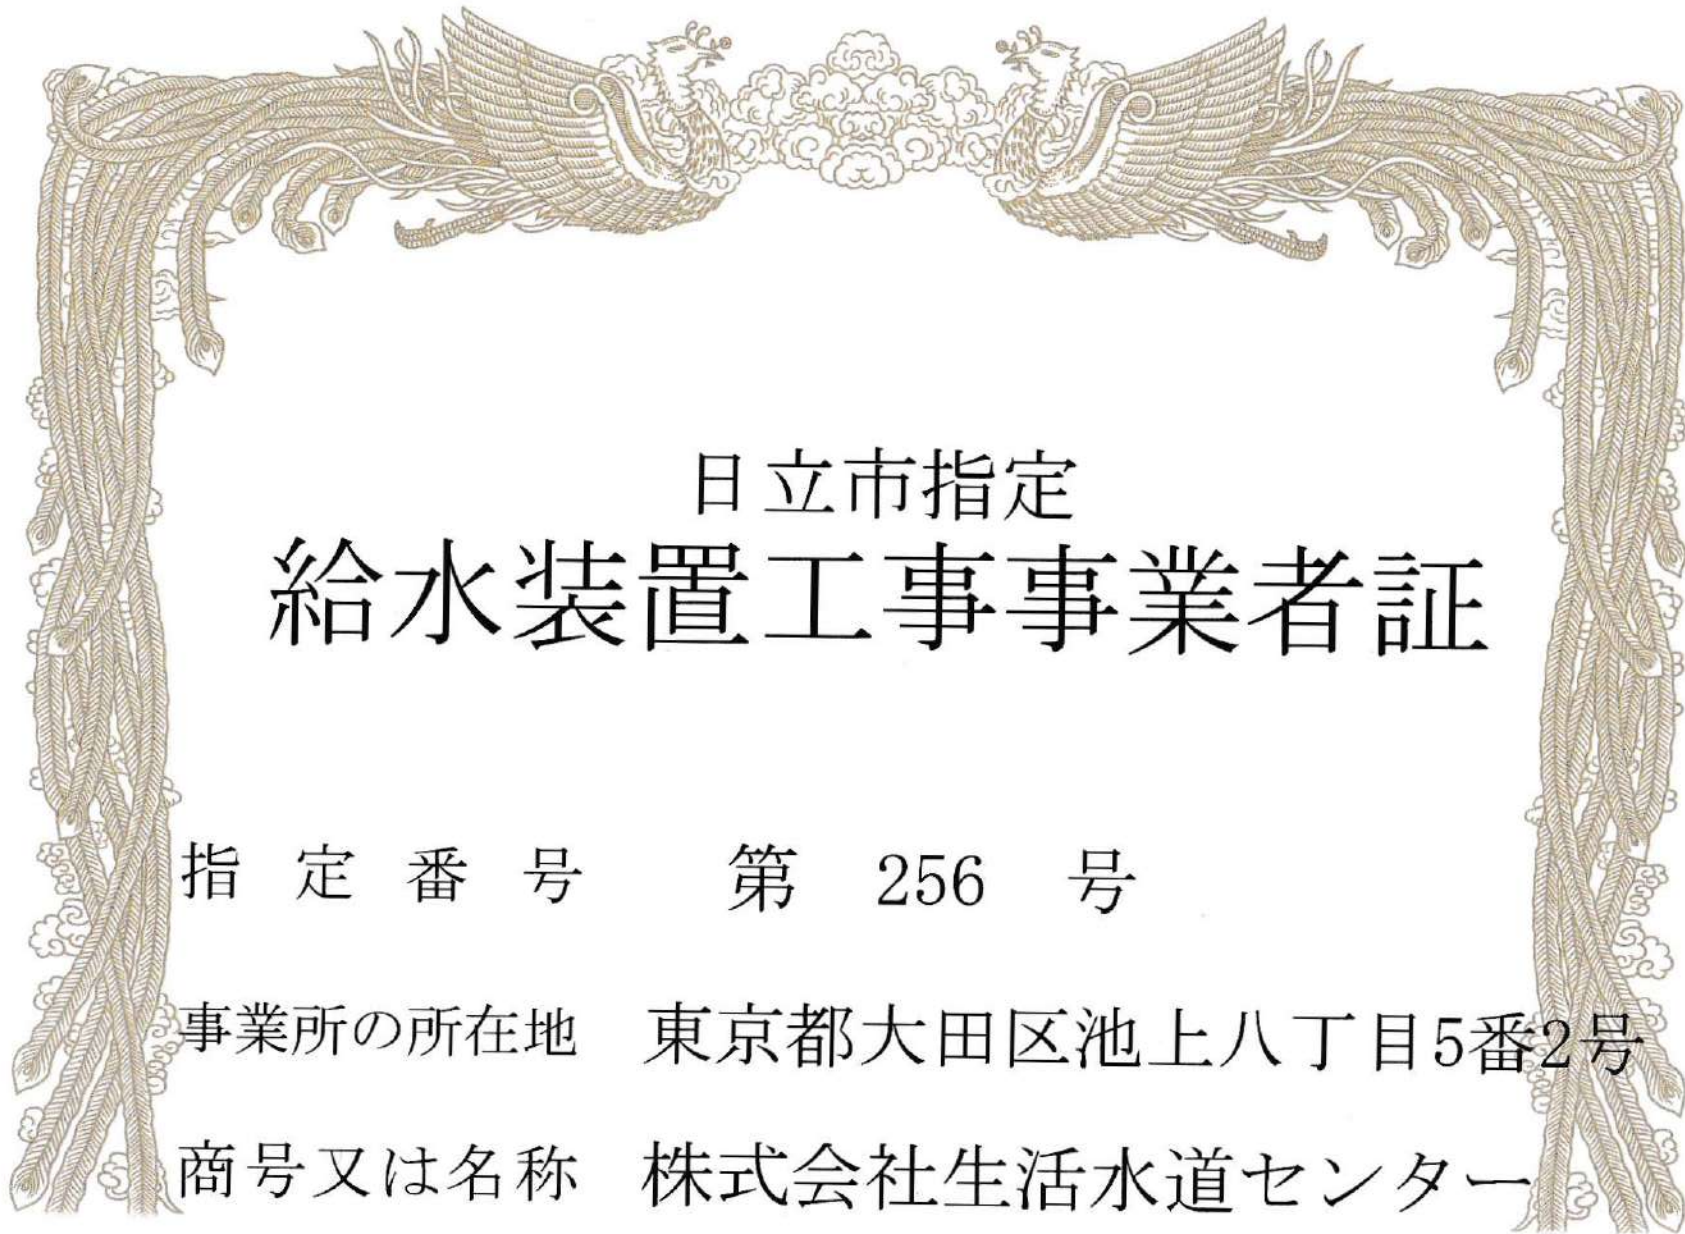 日立市指定
給水装置工事事業者証
指定番号 第 256 号
事業所の所在地 東京都大田区池上八丁目5番2号
商号又は名称 株式会社生活水道センター